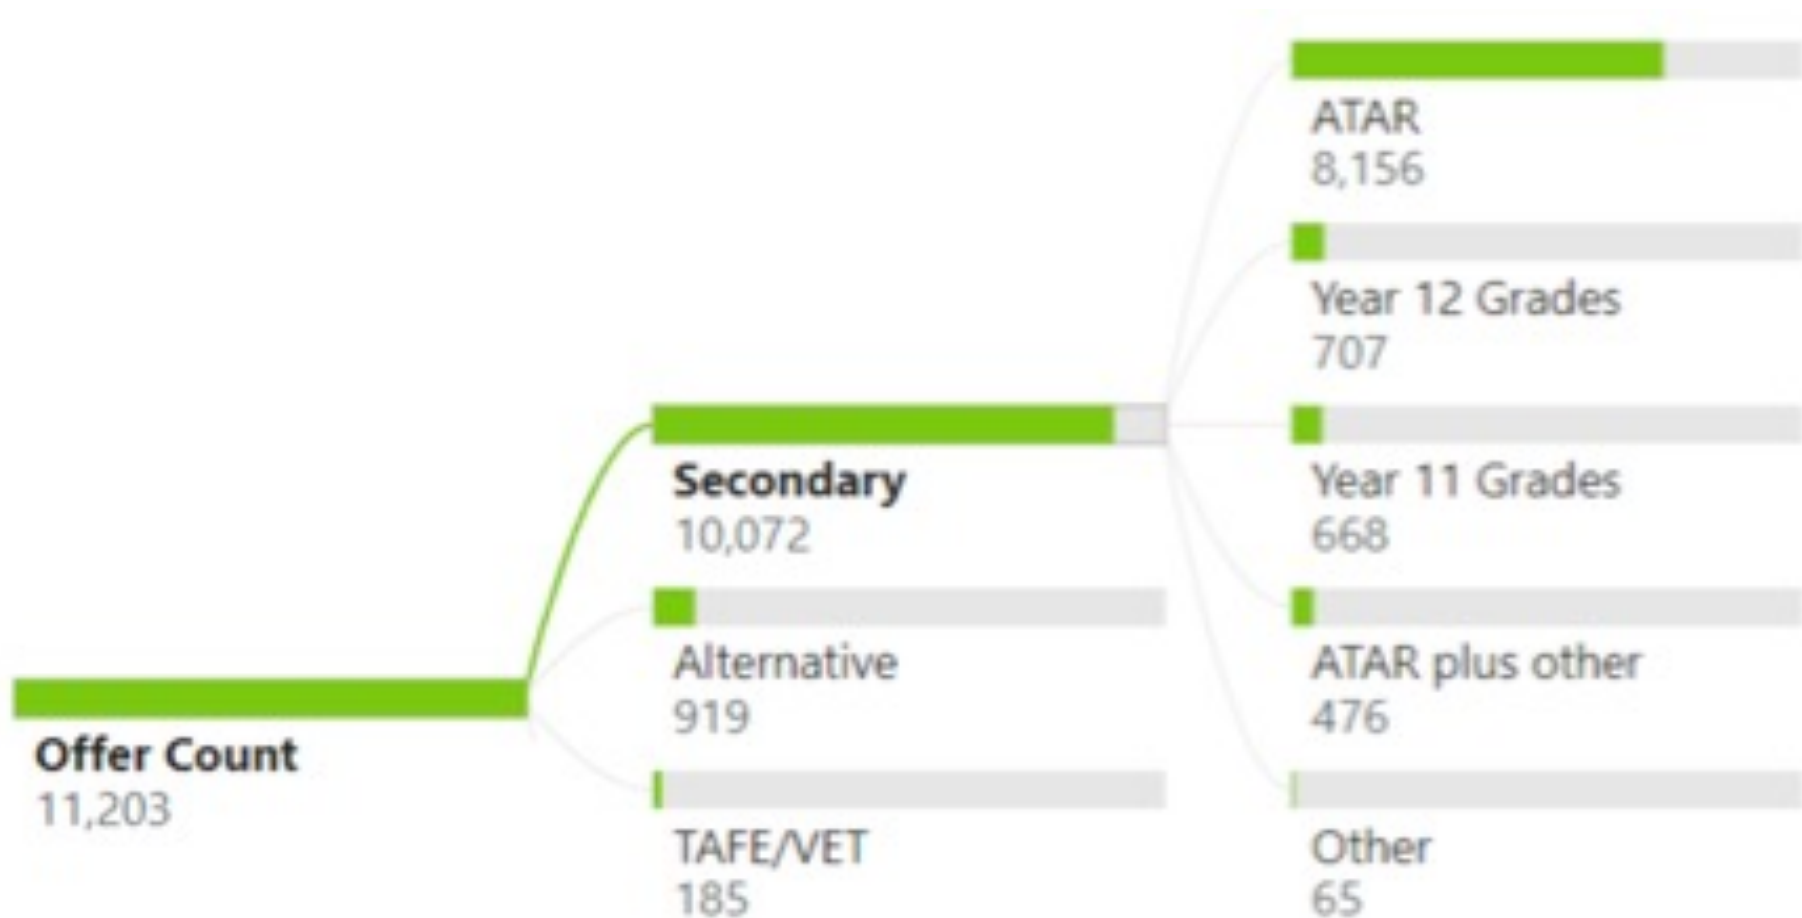 Offer Count
11,203
Secondary
10,072
Alternative
919
TAFE/VET
185
ATAR
8,156
Year 12 Grades
707
Year 11 Grades
668
ATAR plus other
476
Other
65